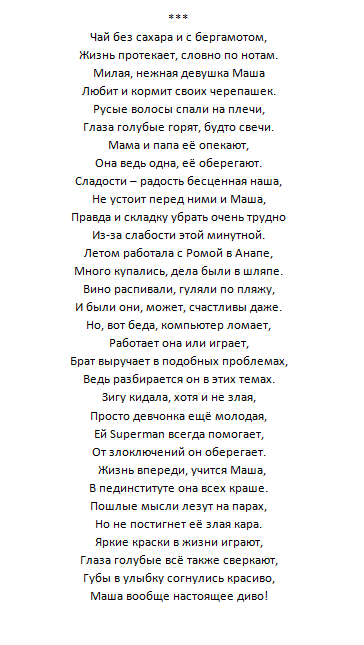 ***
Чай без сахара и с бергамотом,
Жизнь протекает, словно по нотам.
Милая, нежная девушка Маша
Любит и кормит своих черепашек.
Русые волосы спали на плечи,
Глаза голубые горят, будто свечи.
Мама и папа её опекают,
Она ведь одна, её оберегают.
Сладости – радость бесценная наша,
Не устоит перед ними и Маша,
Правда и складку убрать очень трудно
Из-за слабости этой минутной.
Летом работала с Ромой в Анапе,
Много купались, дела были в шляпе.
Вино распивали, гуляли по пляжу,
И были они, может, счастливы даже.
Но, вот беда, компьютер ломает,
Работает она или играет,
Брат выручает в подобных проблемах,
Ведь разбирается он в этих темах.
Зигу кидала, хотя и не злая,
Просто девчонка ещё молодая,
Ей Superman всегда помогает,
От злоключений он оберегает.
Жизнь впереди, учится Маша,
В пединституте она всех краше.
Пошлые мысли лезут на парах,
Но не постигнет её злая кара.
Яркие краски в жизни играют,
Глаза голубые всё также сверкают,
Губы в улыбку согнулись красиво,
Маша вообще настоящее диво!